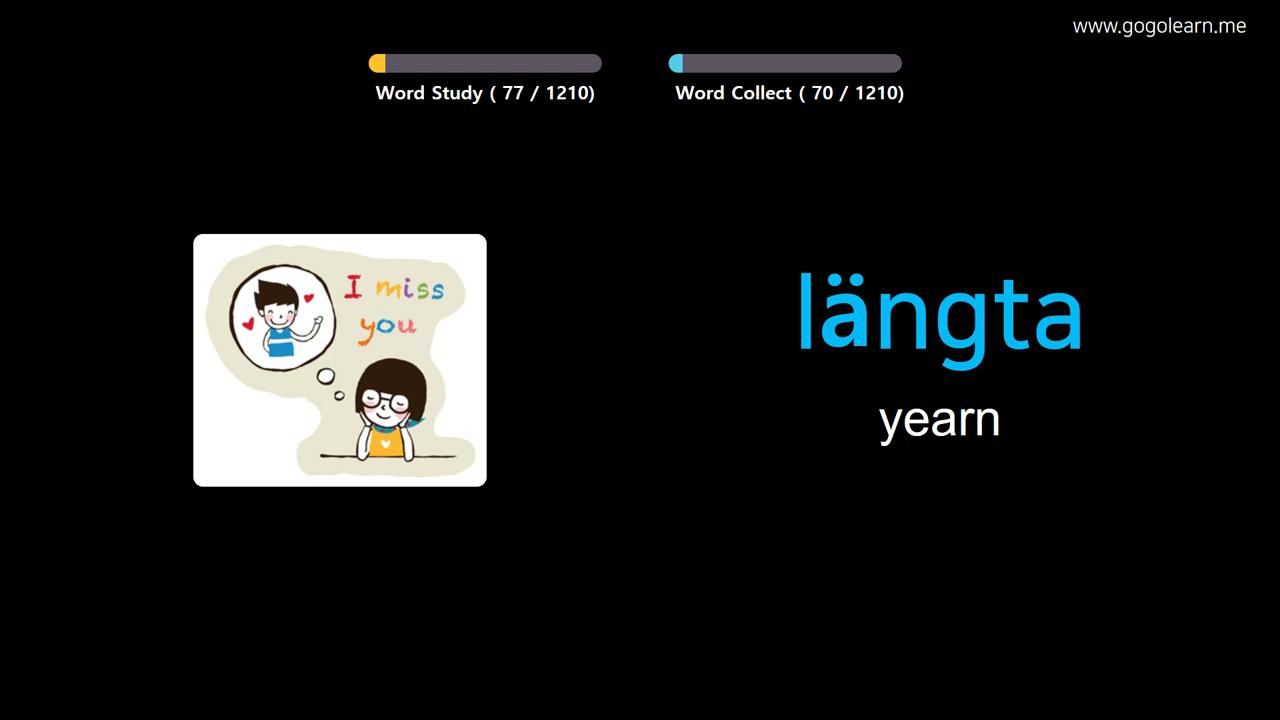 www.gogolearn.me
Word Study ( 77 / 1210)
Word Collect ( 70 / 1210)
I miss
you
längta
yearn